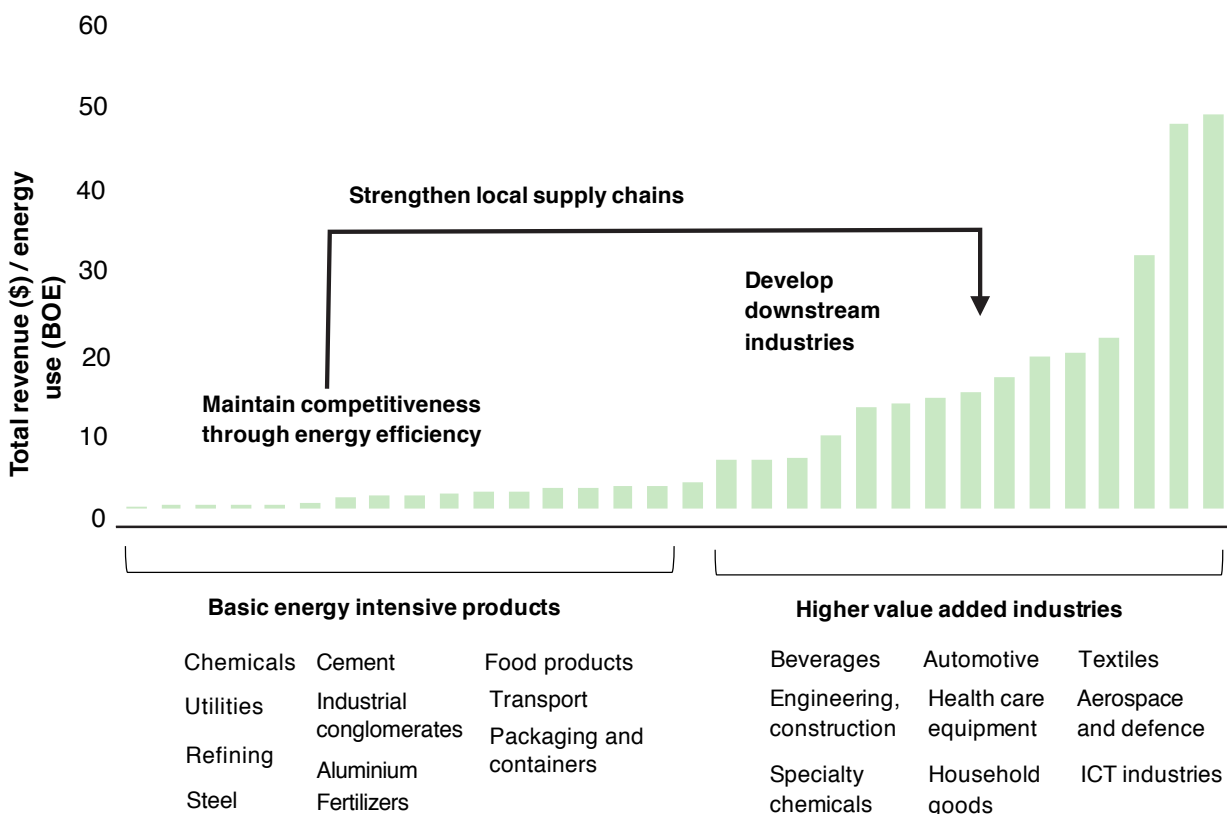 60
50
40
30
20
10
0
Total revenue ($) / energy
use (BOE)
Strengthen local supply chains
Develop
downstream
industries
Maintain competitiveness
through energy efficiency
Basic energy intensive products
Chemicals
Utilities
Refining
Steel
Cement
Industrial
conglomerates
Aluminium
Fertilizers
Food products
Transport
Packaging and
containers
Higher value added industries
Beverages
Engineering,
construction
Specialty
chemicals
Automotive
Health care
equipment
Household
goods
Textiles
Aerospace
and defence
ICT industries